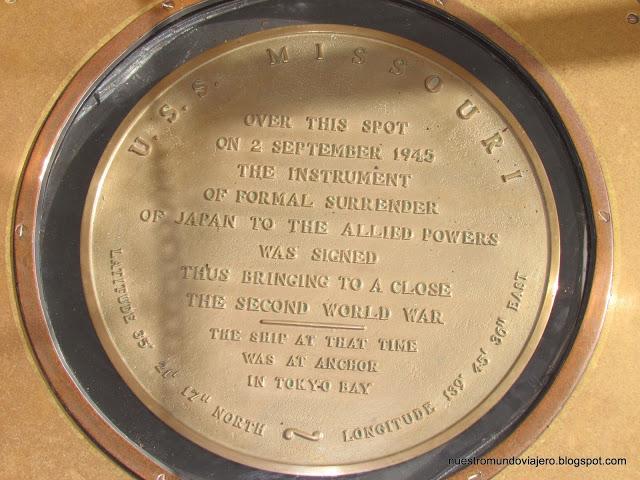 U.S.S. MISSOURI
OVER THIS SPOT
ON 2 SEPTEMBER 1945
THE INSTRUMENT
OF FORMAL SURRENDER
OF JAPAN TO THE ALLIED POWERS
WAS SIGNED
THUS BRINGING TO A CLOSE
THE SECOND WORLD WAR
THE SHIP AT THAT TIME
WAS AT ANCHOR
IN TOKYO BAY
LATITUDE 35° 21' 17" NORTH
LONGITUDE 139° 45' 36" EAST
nuestromundoviajero.blogspot.com